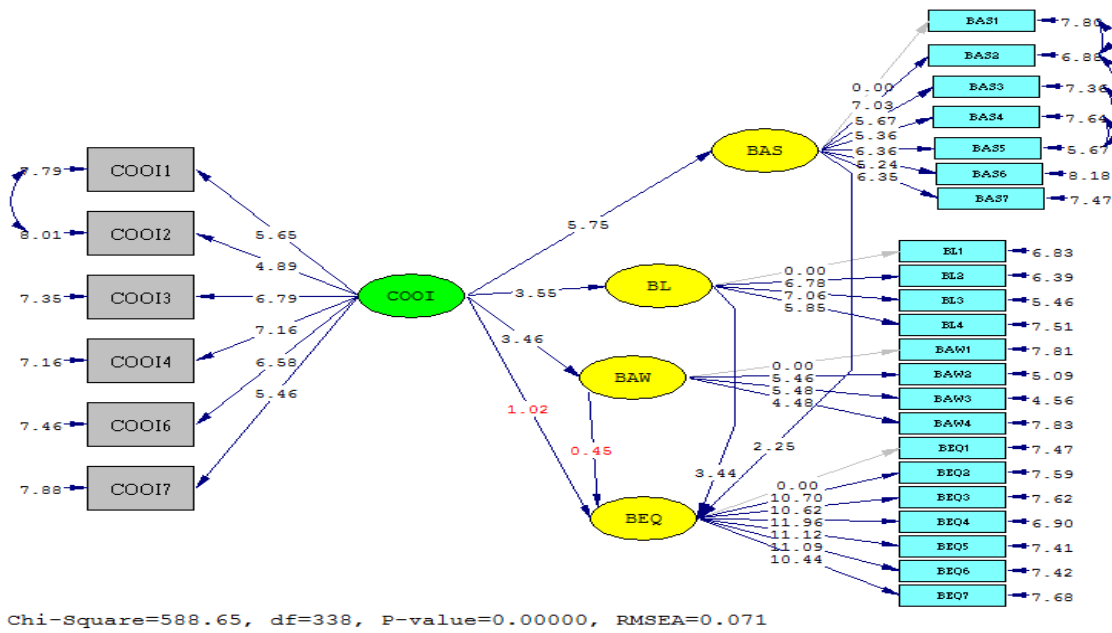 BAS1 7.80
BAS2 6.88
0.00 BAS3 7.36
7.03
5.67 BAS4 7.64
5.36
6.36 BAS5 5.67
5.24 BAS6 8.18
6.35 BAS7 7.47
BAS
7.79 COOI1
5.65
5.75
8.01 COOI2
4.89
7.35 COOI3 6.79
COOI
3.55
BL
0.00 BL1 6.83
6.78 BL2 6.39
7.06 BL3 5.46
5.85 BL4 7.51
7.16 COOI4 7.16
3.46
6.58
5.46
BAW
0.00 BAW1 7.81
5.46 BAW2 5.09
5.48 BAW3 4.56
4.48 BAW4 7.83
7.46 COOI6
1.02
0.45
2.25
3.44
7.88 COOI7
BEQ
BEQ1 7.47
0.00 BEQ2 7.59
10.70
10.62 BEQ3 7.62
11.96 BEQ4 6.90
11.12 BEQ5 7.41
11.09 BEQ6 7.42
10.44 BEQ7 7.68
Chi-Square=588.65, df=338, P-value=0.00000, RMSEA=0.071